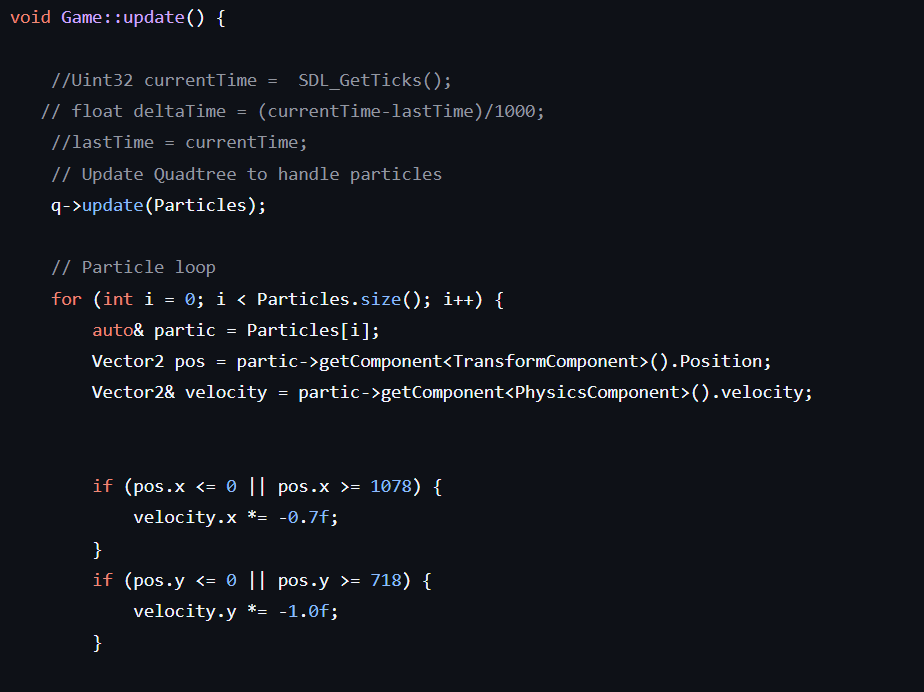 void Game::update() {
//Uint32 currentTime =  SDL_GetTicks();
// float deltaTime = (currentTime-lastTime)/1000;
//lastTime = currentTime;
// Update Quadtree to handle particles
q->update(Particles);
// Particle loop
for (int i = 0; i < Particles.size(); i++) {
auto& partic = Particles[i];
Vector2 pos = partic->getComponent<TransformComponent>().Position;
Vector2& velocity = partic->getComponent<PhysicsComponent>().velocity;
if (pos.x <= 0 || pos.x >= 1078) {
velocity.x *= -0.7f;
}
if (pos.y <= 0 || pos.y >= 718) {
velocity.y *= -1.0f;
}